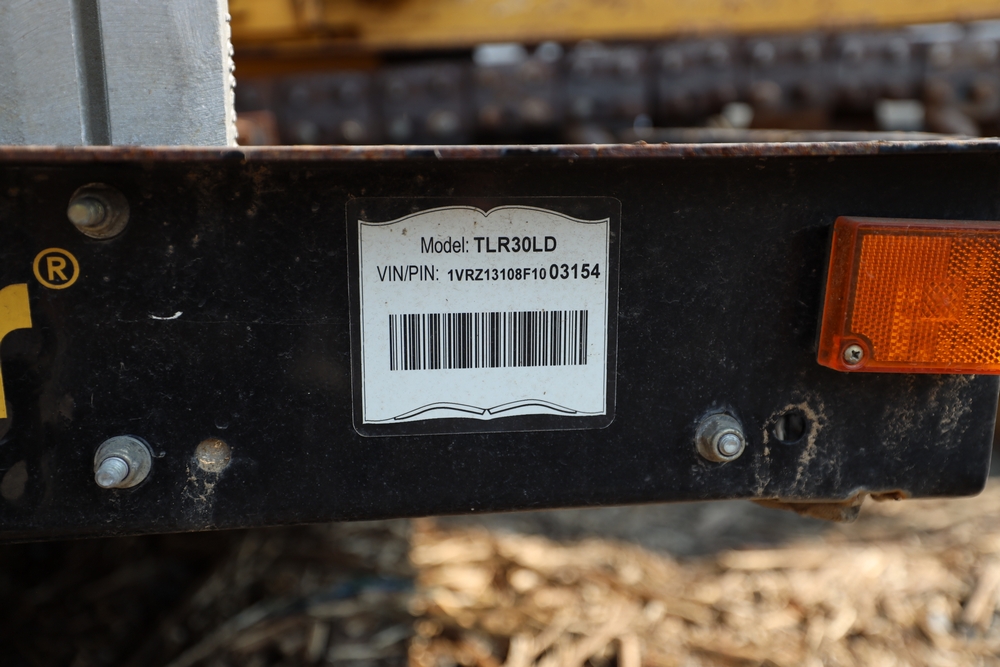 Model: TLR30LD
VIN/PIN: 1VRZ13108F1003154
®